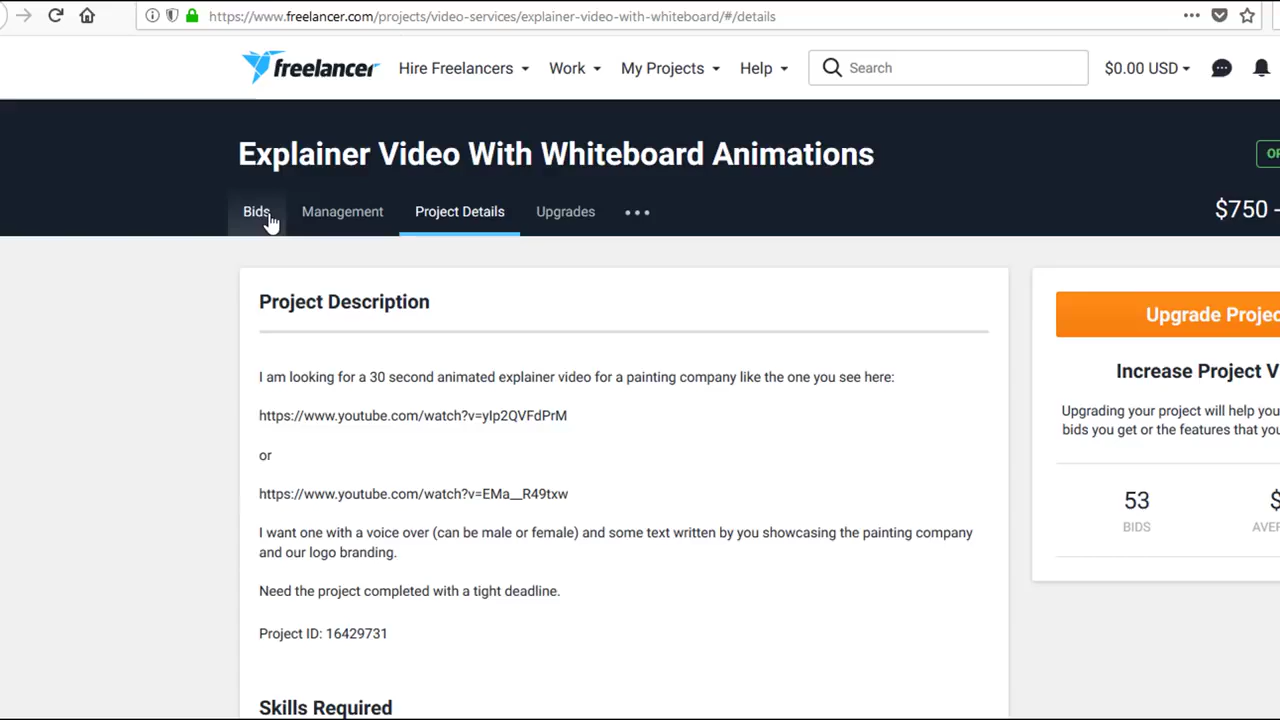 https://www.freelancer.com/projects/video-services/explainer-video-with-whiteboard/#/details
freelancer Hire Freelancers Work My Projects Help Search $0.00 USD
Explainer Video With Whiteboard Animations
Bids Management Project Details Upgrades $750 -
Project Description
Upgrade Projec
I am looking for a 30 second animated explainer video for a painting company like the one you see here:
Increase Project V
https://www.youtube.com/watch?v=yIp2QVFdPrM
Upgrading your project will help you
bids you get or the features that you
or
https://www.youtube.com/watch?v=EMa__R49txw
53 $
BIDS AVER
I want one with a voice over (can be male or female) and some text written by you showcasing the painting company
and our logo branding.
Need the project completed with a tight deadline.
Project ID: 16429731
Skills Required